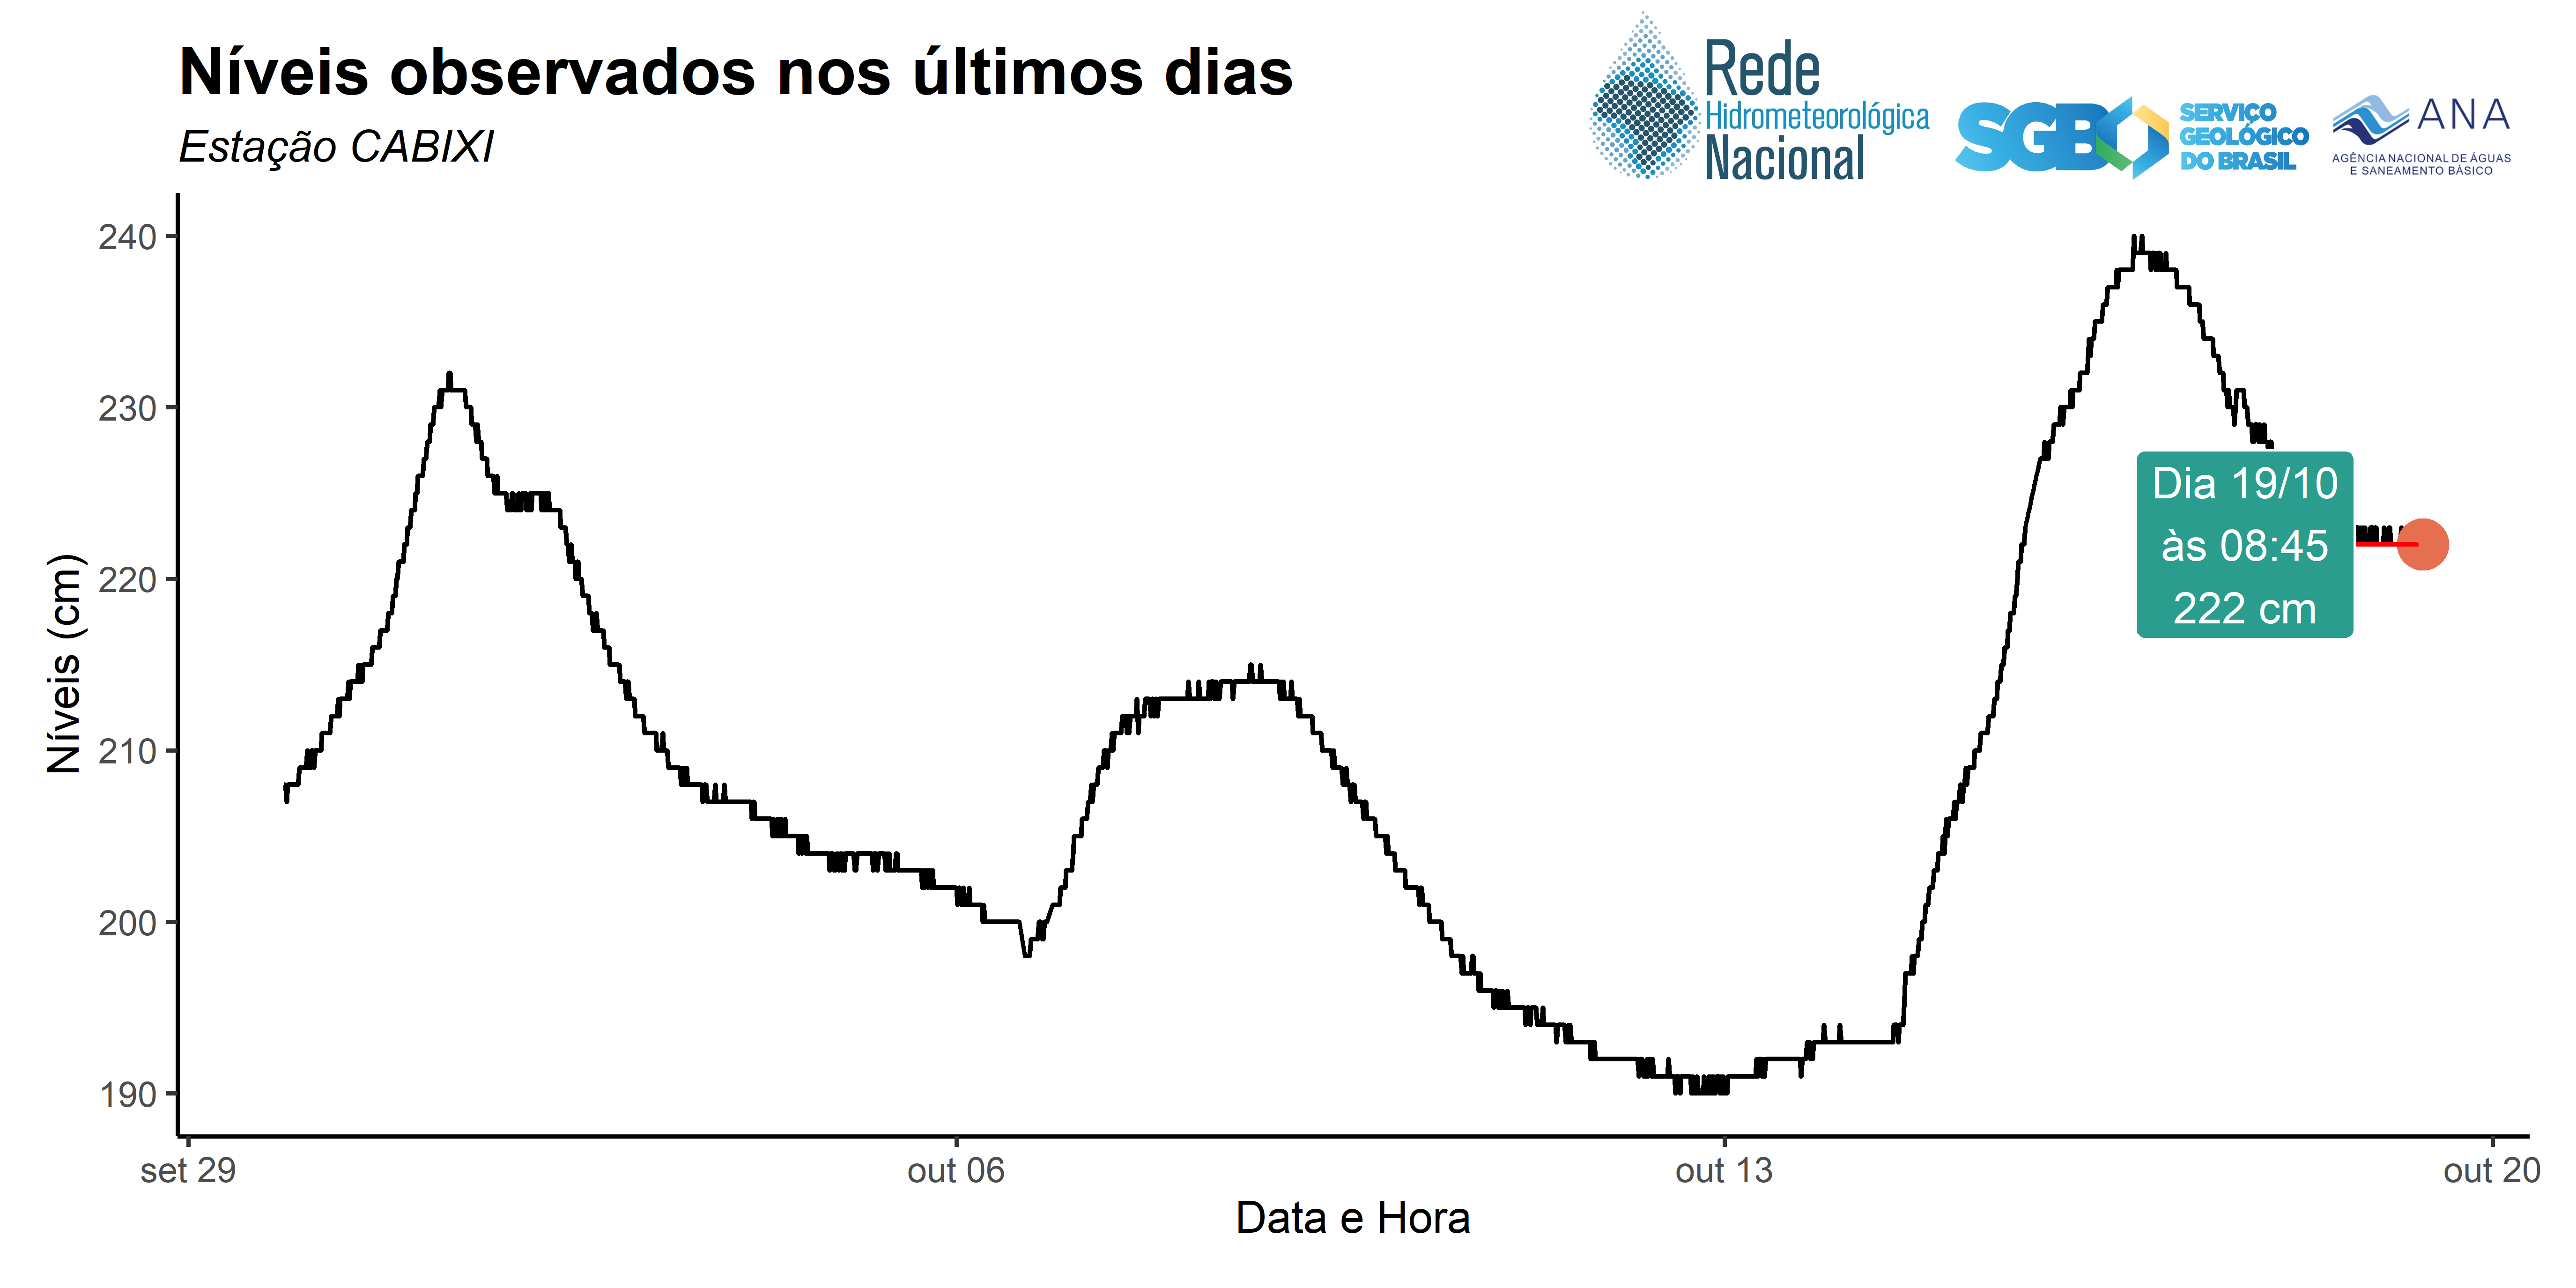 Níveis observados nos últimos dias
Estação CABIXI
Rede
Hidrometeorológica
Nacional
SGB
SERVIÇO
GEOLÓGICO
DO BRASIL
ANA
AGÊNCIA NACIONAL DE ÁGUAS
E SANEAMENTO BÁSICO
Níveis (cm)
240
230
220
210
200
190
Dia 19/10
às 08:45
222 cm
set 29
out 06
out 13
out 20
Data e Hora